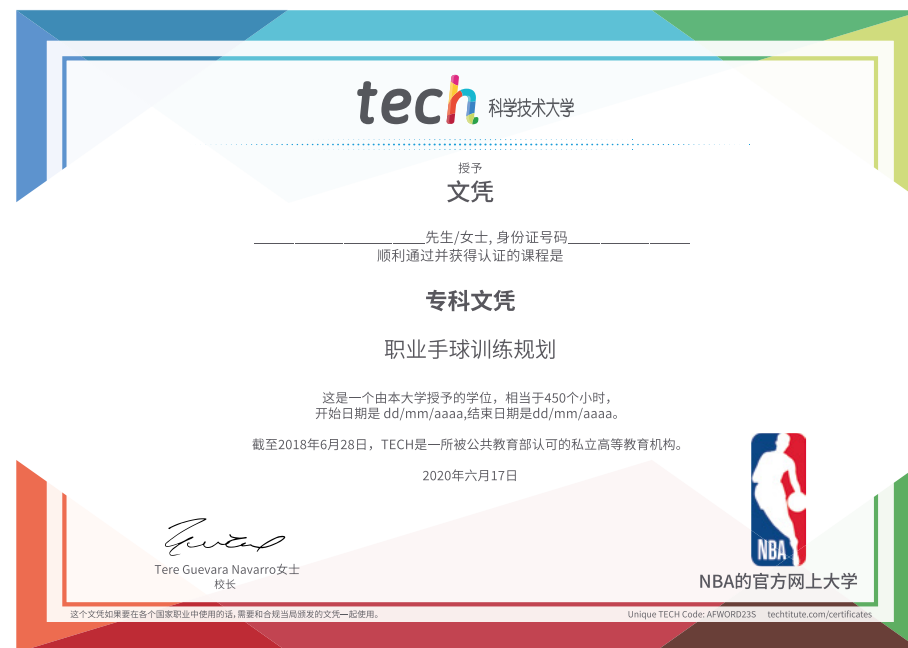 tech 科学技术大学
授予
文凭
______________________先生/女士, 身份证号码________________
顺利通过并获得认证的课程是
专科文凭
职业手球训练规划
这是一个由本大学授予的学位，相当于450个小时，
开始日期是 dd/mm/aaaa,结束日期是dd/mm/aaaa。
截至2018年6月28日，TECH是一所被公共教育部认可的私立高等教育机构。
2020年六月17日
NBA
Tere Guevara Navarro女士
校长
NBA的官方网上大学
这个文凭如果要在各个国家职业中使用的话,需要和合规当局颁发的文凭一起使用。
Unique TECH Code: AFWORD23S techtitute.com/certificates